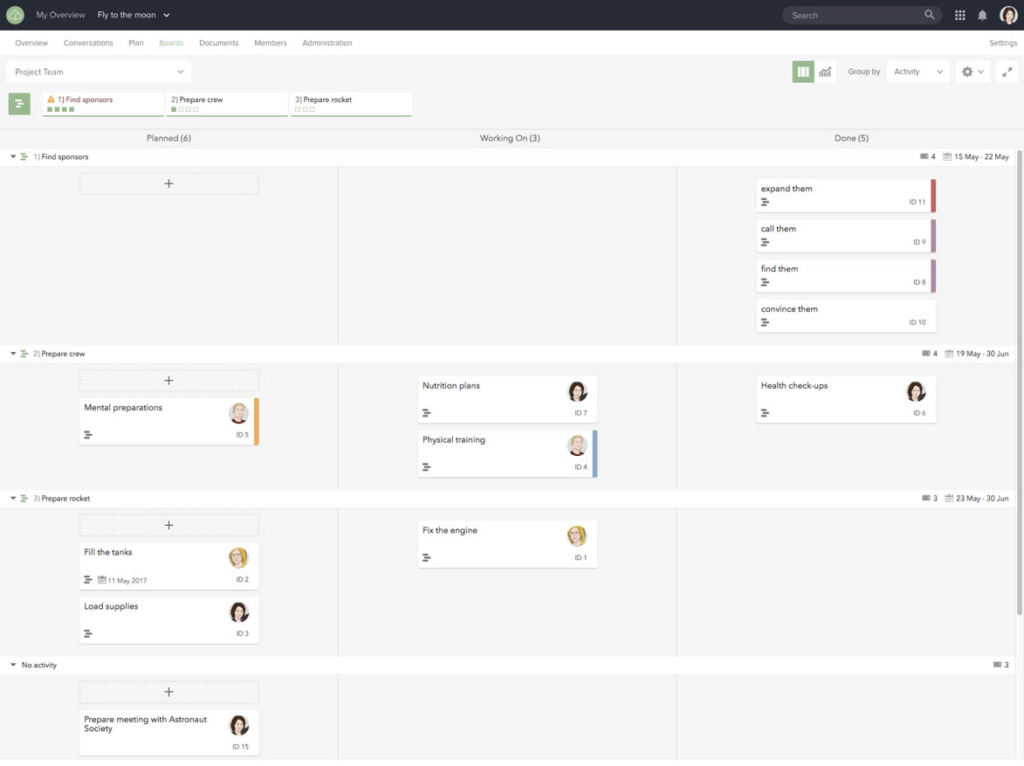 My Overview Fly to the moon Search
Overview Conversations Plan Boards Documents Members Administration Settings
Project Team Group by Activity
1) Find sponsors 2) Prepare crew 3) Prepare rocket
Planned (6) Working On (3) Done (5)
1) Find sponsors 4 15 May - 22 May
+
expand them
ID 11
call them
ID 9
find them
ID 8
convince them
ID 10
2) Prepare crew 4 19 May - 30 Jun
+
Nutrition plans
ID 7
Health check-ups
ID 6
Mental preparations
ID 5
Physical training
ID 4
3) Prepare rocket 3 23 May - 30 Jun
+
Fix the engine
ID 1
Fill the tanks
11 May 2017 ID 2
Load supplies
ID 3
No activity 3
+
Prepare meeting with Astronaut
Society
ID 15